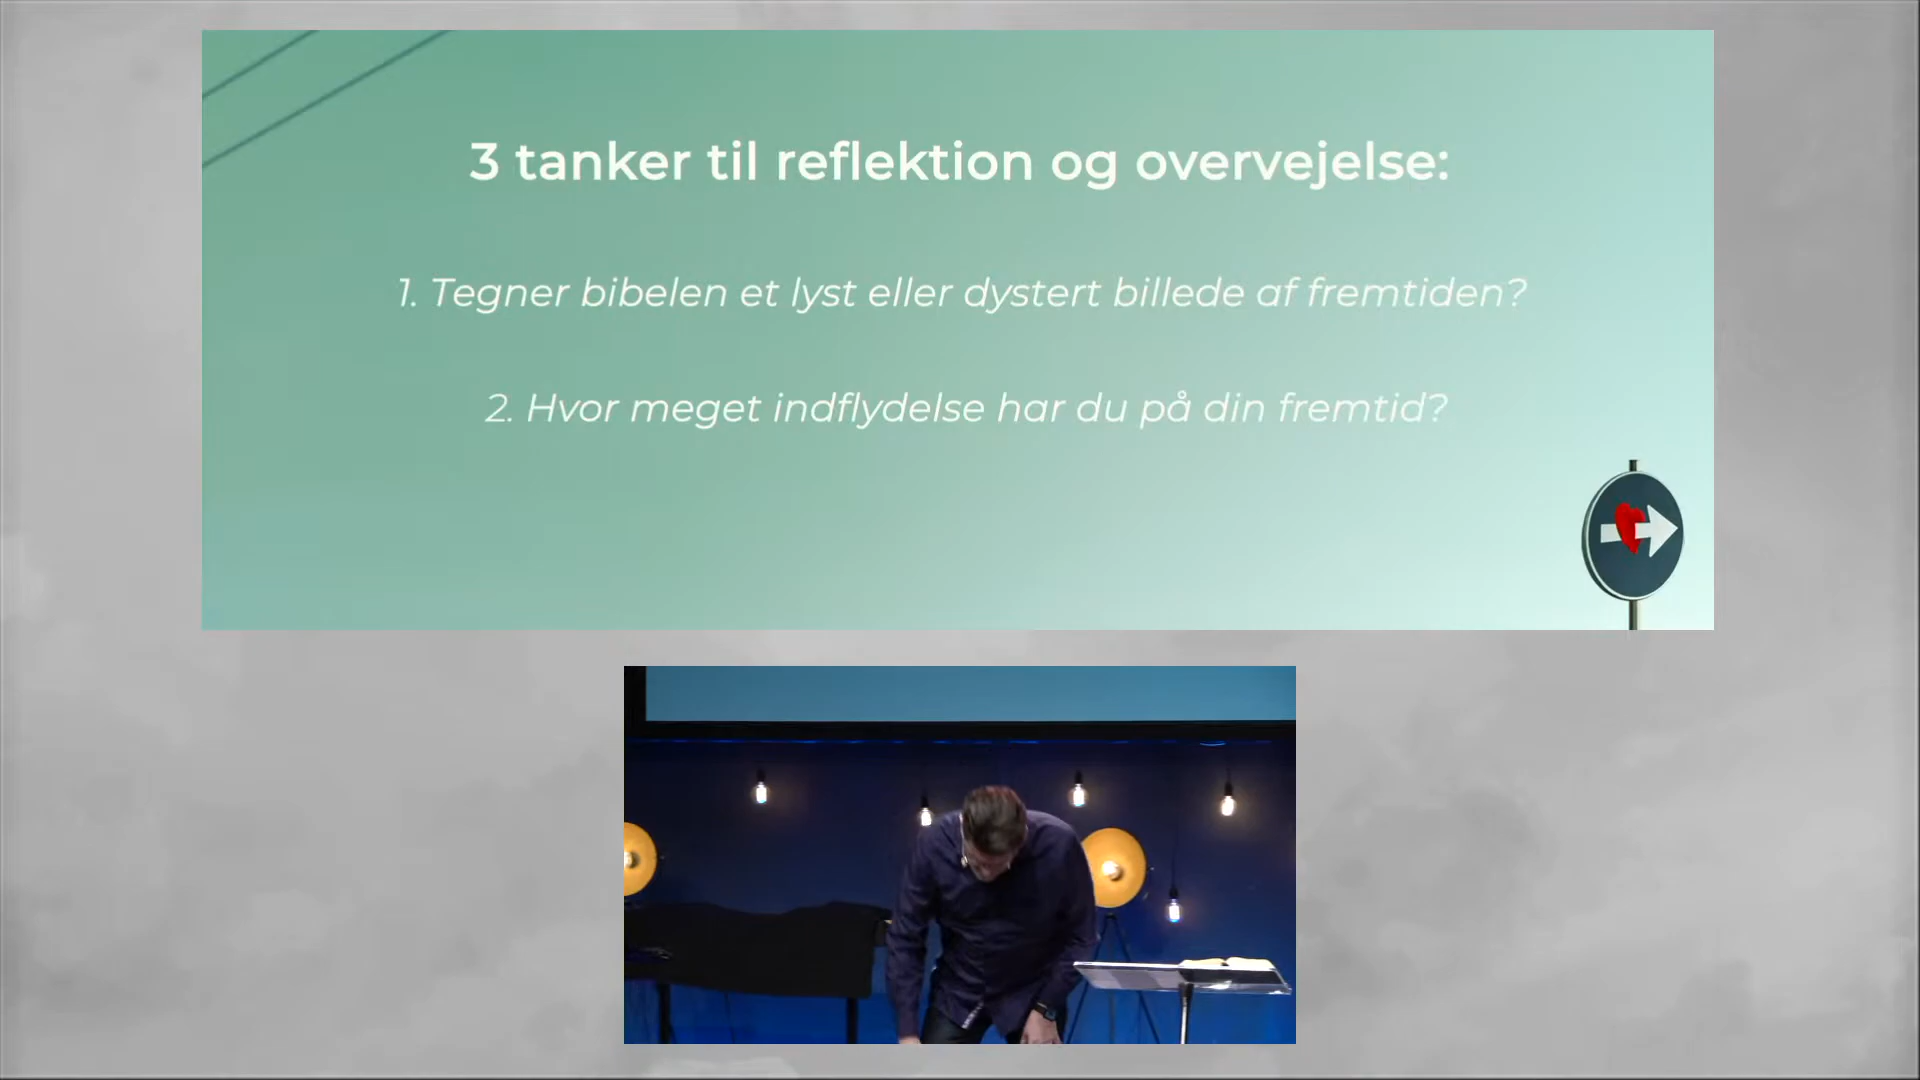 3 tanker til reflektion og overvejelse:
1. Tegner bibelen et lyst eller dystert billede af fremtiden?
2. Hvor meget indflydelse har du på din fremtid?